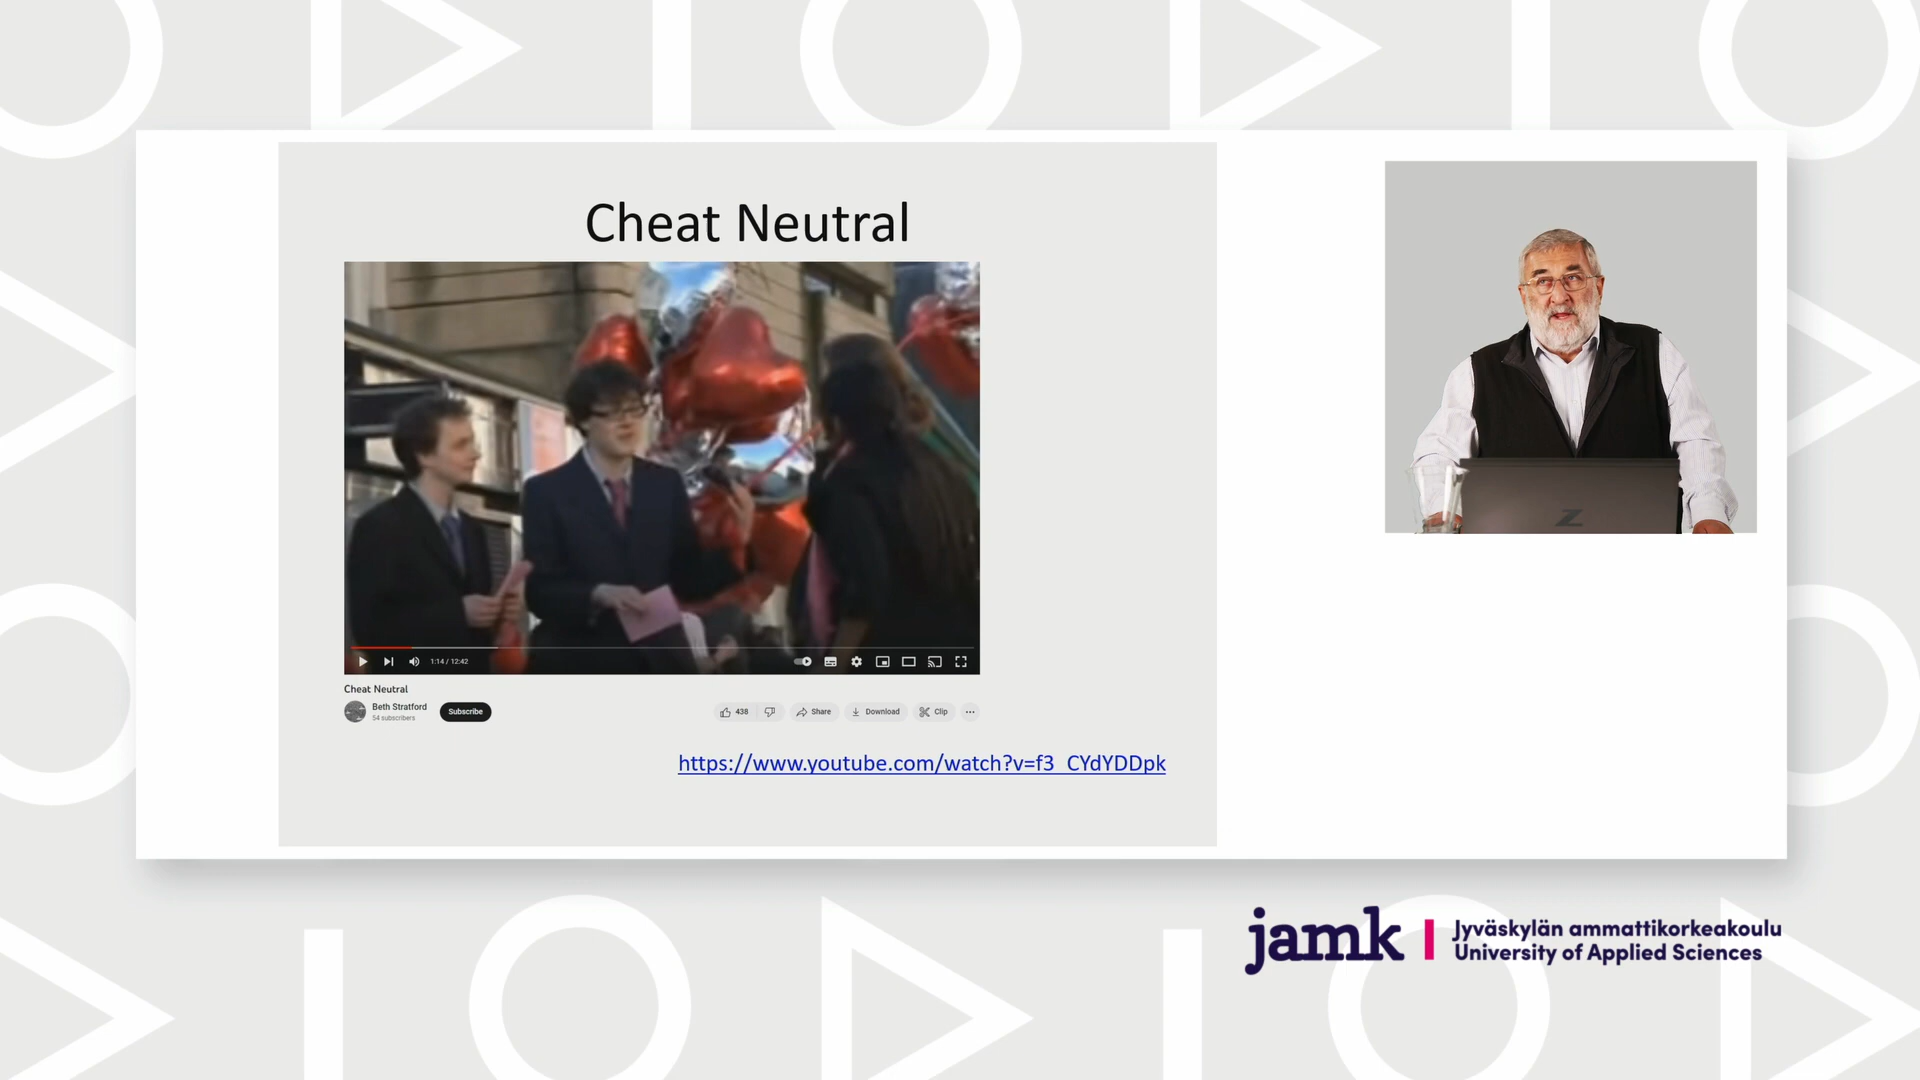 Cheat Neutral
1:14 / 12:42
Cheat Neutral
Beth Stratford
54 subscribers
Subscribe
438
Share
Download
Clip
https://www.youtube.com/watch?v=f3_CYdYDDpk
jamk
Jyväskylän ammattikorkeakoulu
University of Applied Sciences